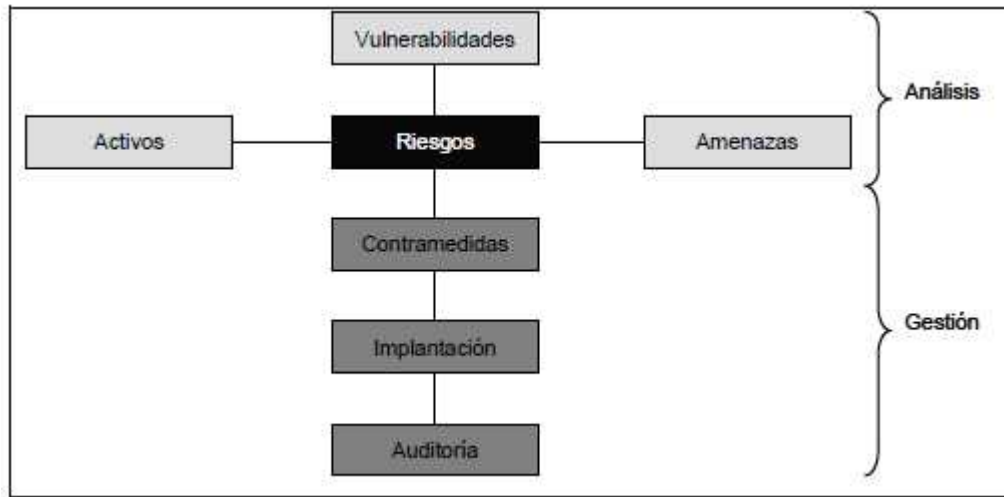 Vulnerabilidades
Análisis
Activos
Riesgos
Amenazas
Contramedidas
Gestión
Implantación
Auditoría